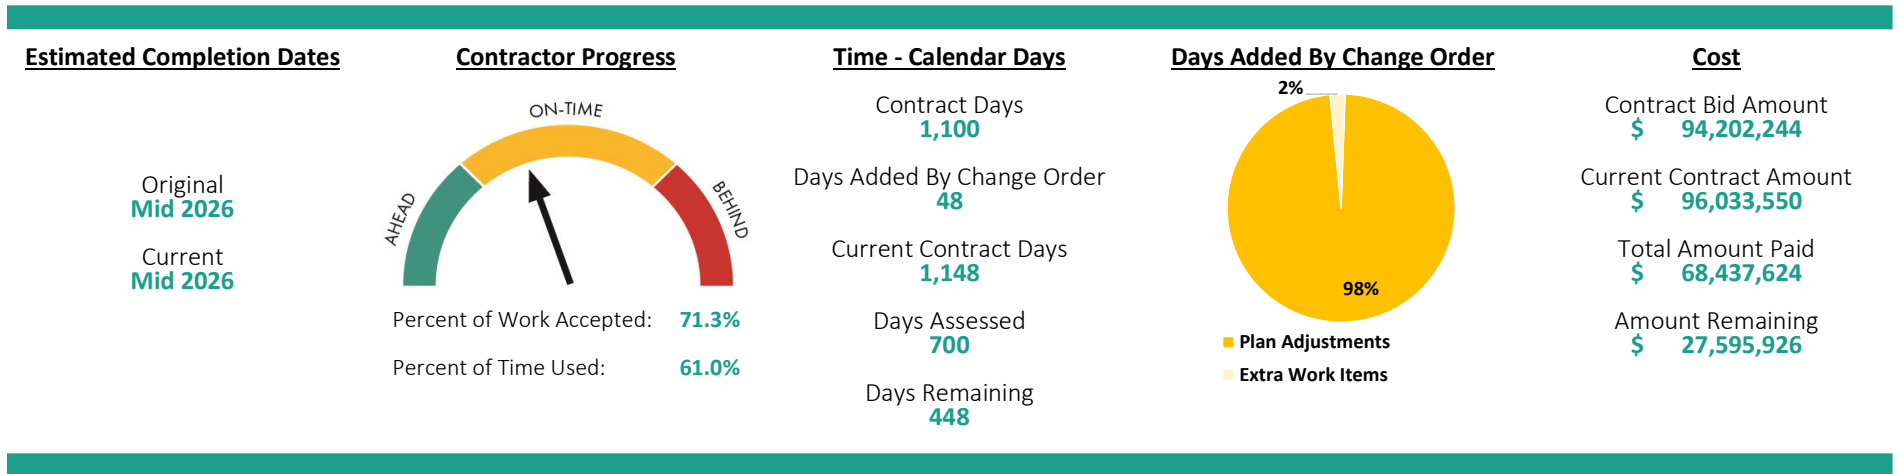 Estimated Completion Dates
Original
Mid 2026
Current
Mid 2026
Contractor Progress
AHEAD
ON-TIME
BEHIND
Percent of Work Accepted: 71.3%
Percent of Time Used: 61.0%
Time - Calendar Days
Contract Days
1,100
Days Added By Change Order
48
Current Contract Days
1,148
Days Assessed
700
Days Remaining
448
Days Added By Change Order
2%
98%
Plan Adjustments
Extra Work Items
Cost
Contract Bid Amount
$ 94,202,244
Current Contract Amount
$ 96,033,550
Total Amount Paid
$ 68,437,624
Amount Remaining
$ 27,595,926